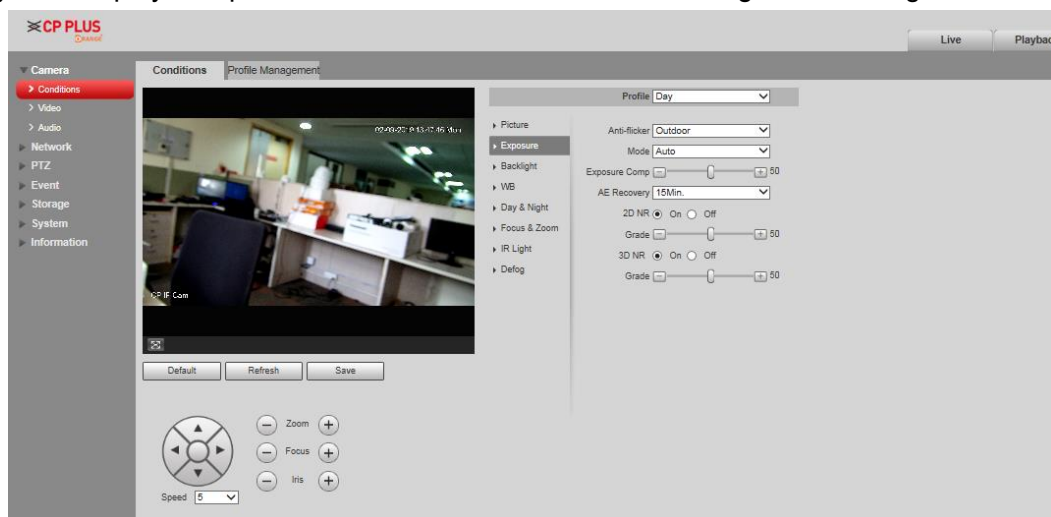 CP PLUS
ORANGE
Live
Playbac
Camera
Conditions
Video
Audio
Network
PTZ
Event
Storage
System
Information
Conditions
Profile Management
CP IP Cam
Default
Refresh
Save
Zoom
Focus
Iris
Speed 5
Profile Day
Picture
Exposure
Backlight
WB
Day & Night
Focus & Zoom
IR Light
Defog
Anti-flicker Outdoor
Mode Auto
Exposure Comp 50
AE Recovery 15Min.
2D NR On Off
Grade 50
3D NR On Off
Grade 50